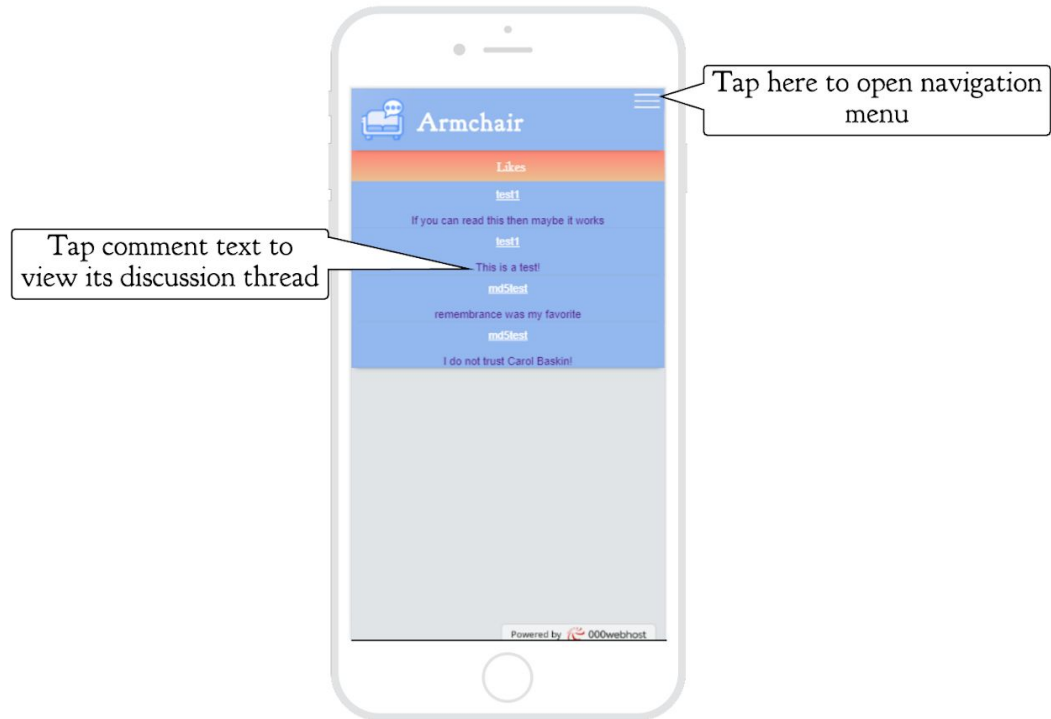 Tap here to open navigation
menu
Armchair
Likes
test1
If you can read this then maybe it works
test1
Tap comment text to
view its discussion thread
This is a test!
md5test
remembrance was my favorite
md5test
I do not trust Carol Baskin!
Powered by 000webhost